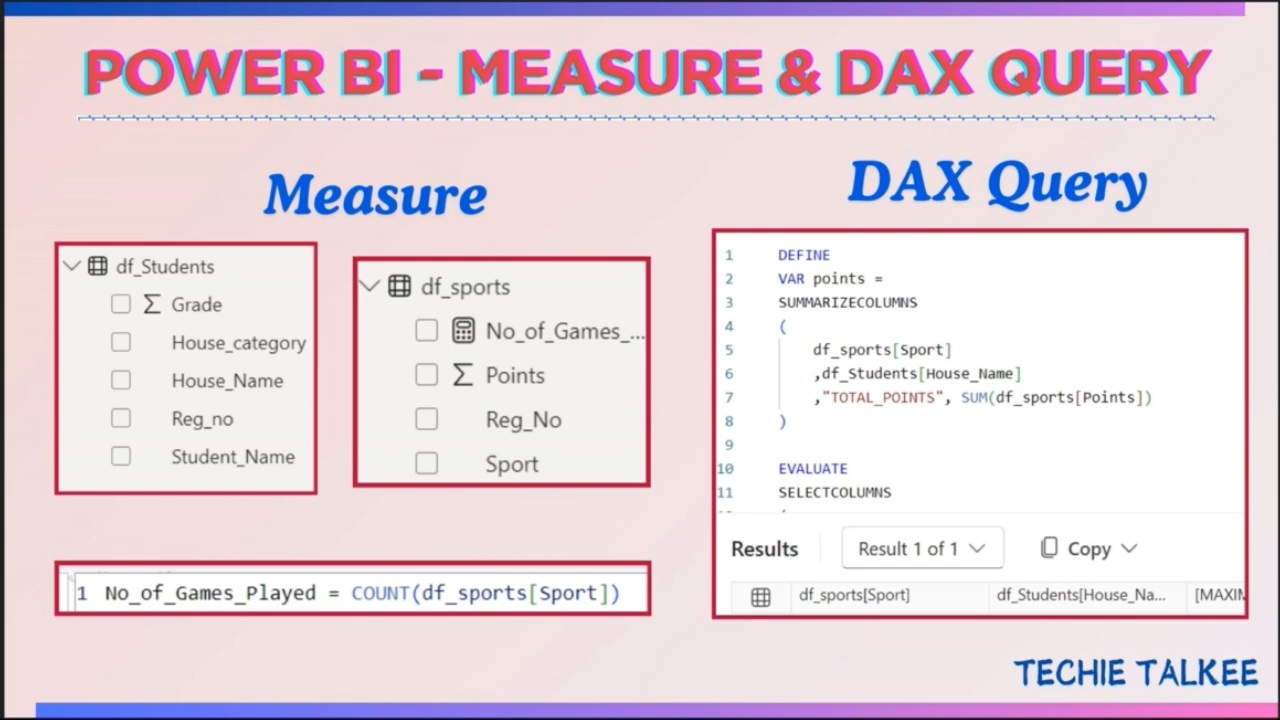 POWER BI - MEASURE & DAX QUERY
Measure
df_Students
Grade
House_category
House_Name
Reg_no
Student_Name
df_sports
No_of_Games_...
Points
Reg_No
Sport
1 No_of_Games_Played = COUNT(df_sports[Sport])
DAX Query
1 DEFINE
2 VAR points =
3 SUMMARIZECOLUMNS
4 (
5 df_sports[Sport]
6 ,df_Students[House_Name]
7 ,"TOTAL_POINTS", SUM(df_sports[Points])
8 )
9
10 EVALUATE
11 SELECTCOLUMNS
Results
Result 1 of 1
Copy
df_sports[Sport]
df_Students[House_Na...
[MAXIM
TECHIE TALKEE